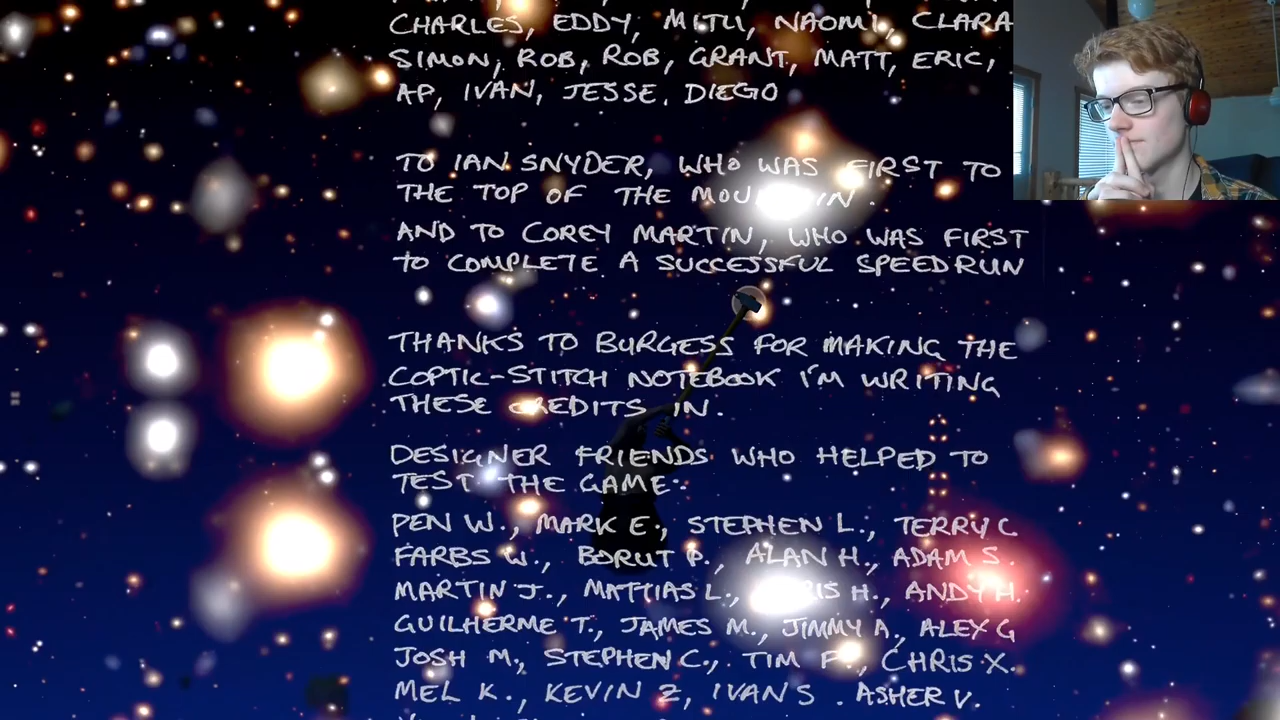 CHARLES, EDDY, MITU, NAOMI, CLARA
SIMON, ROB, ROB, GRANT, MATT, ERIC,
AP, IVAN, JESSE. DIEGO
TO IAN SNYDER, WHO WAS FIRST TO
THE TOP OF THE MOUNTAIN.
AND TO COREY MARTIN, WHO WAS FIRST
TO COMPLETE A SUCCESSFUL SPEEDRUN
THANKS TO BURGESS FOR MAKING THE
COPTIC-STITCH NOTEBOOK I'M WRITING
THESE CREDITS IN.
DESIGNER FRIENDS WHO HELPED TO
TEST THE GAME:
PEN W., MARK E., STEPHEN L., TERRY C
FARBS W., BORUT P., ALAN H., ADAM S.
MARTIN J., MATTIAS L., CHRIS H., ANDY H.
GUILHERME T., JAMES M., JIMMY A., ALEX G
JOSH M., STEPHEN C., TIM F., CHRIS X.
MEL K., KEVIN Z, IVAN S. ASHER V.